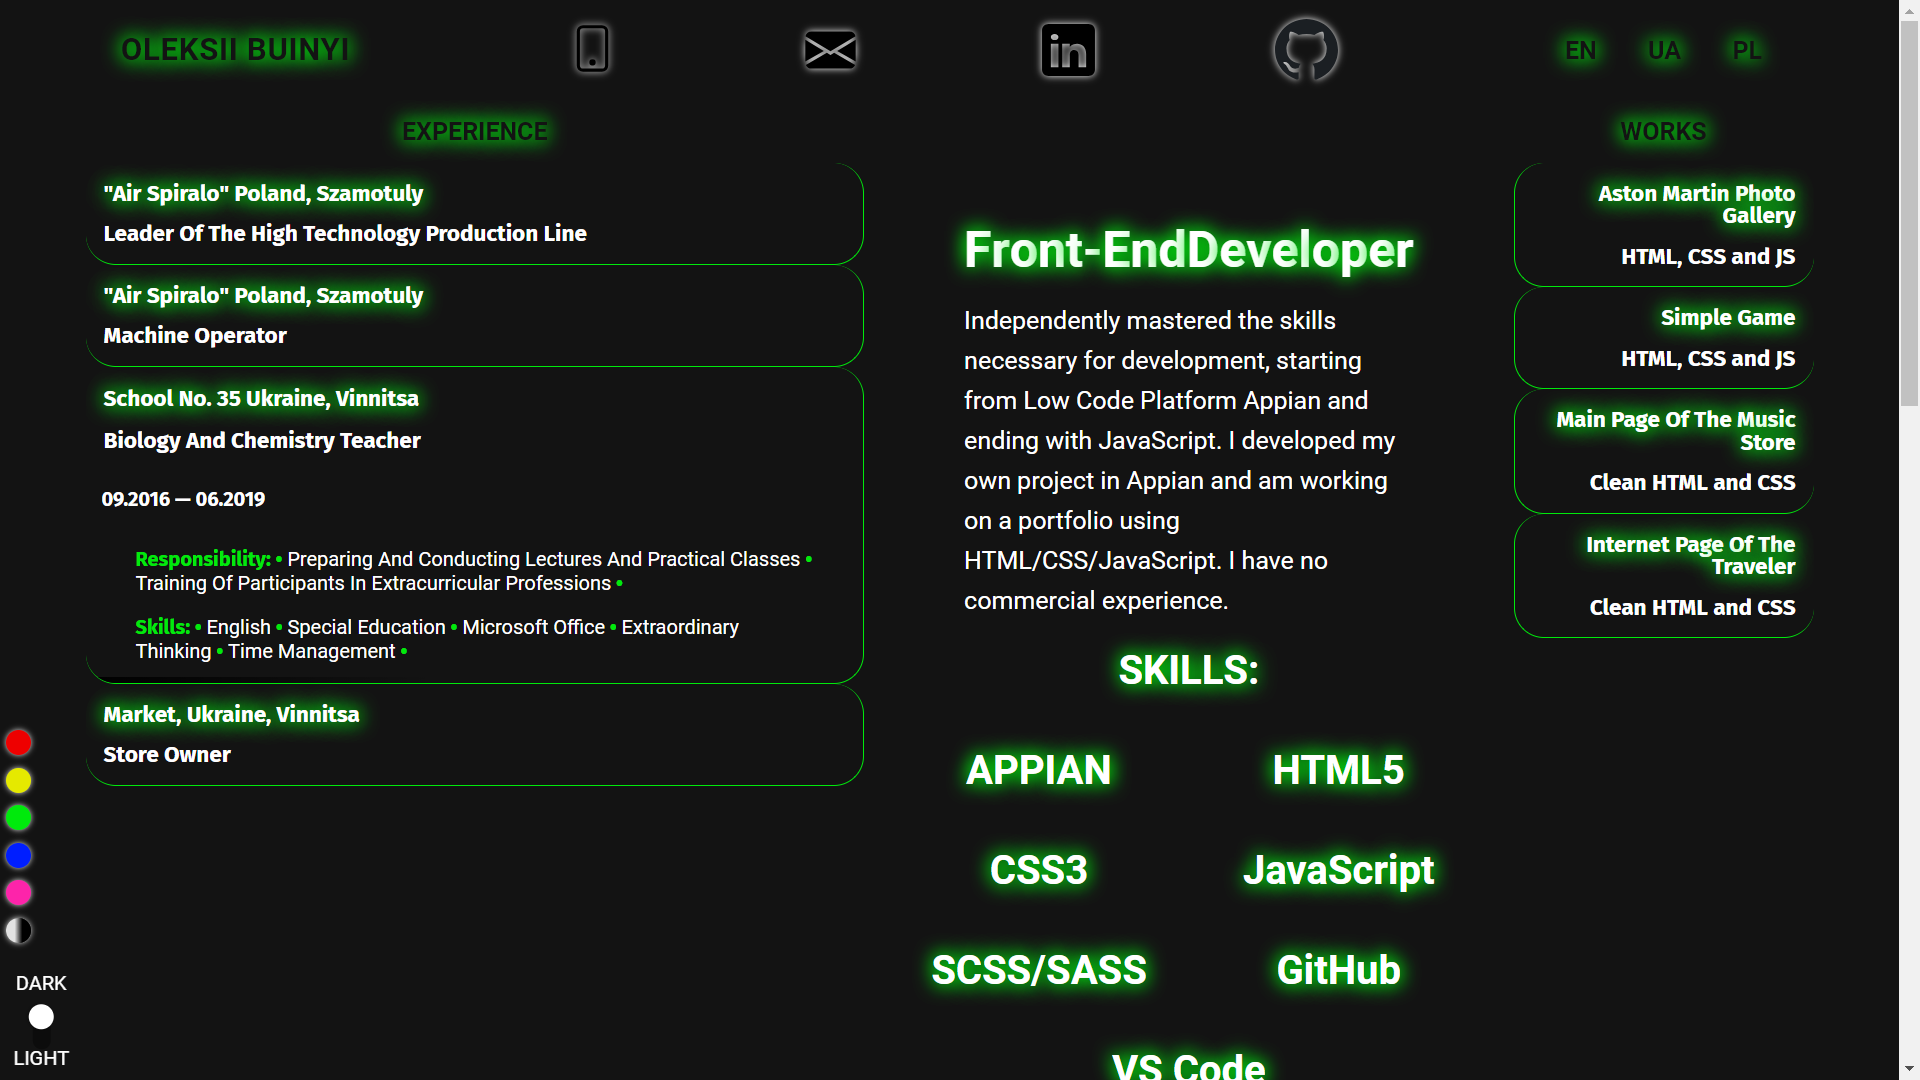 OLEKSII BUINYI
in
EN UA PL
EXPERIENCE
"Air Spiralo" Poland, Szamotuly
Leader Of The High Technology Production Line
"Air Spiralo" Poland, Szamotuly
Machine Operator
School No. 35 Ukraine, Vinnitsa
Biology And Chemistry Teacher
09.2016 — 06.2019
Responsibility: • Preparing And Conducting Lectures And Practical Classes •
Training Of Participants In Extracurricular Professions •
Skills: • English • Special Education • Microsoft Office • Extraordinary
Thinking • Time Management •
Market, Ukraine, Vinnitsa
Store Owner
Front-EndDeveloper
Independently mastered the skills
necessary for development, starting
from Low Code Platform Appian and
ending with JavaScript. I developed my
own project in Appian and am working
on a portfolio using
HTML/CSS/JavaScript. I have no
commercial experience.
SKILLS:
APPIAN
HTML5
CSS3
JavaScript
SCSS/SASS
GitHub
VS Code
WORKS
Aston Martin Photo
Gallery
HTML, CSS and JS
Simple Game
HTML, CSS and JS
Main Page Of The Music
Store
Clean HTML and CSS
Internet Page Of The
Traveler
Clean HTML and CSS
DARK
LIGHT